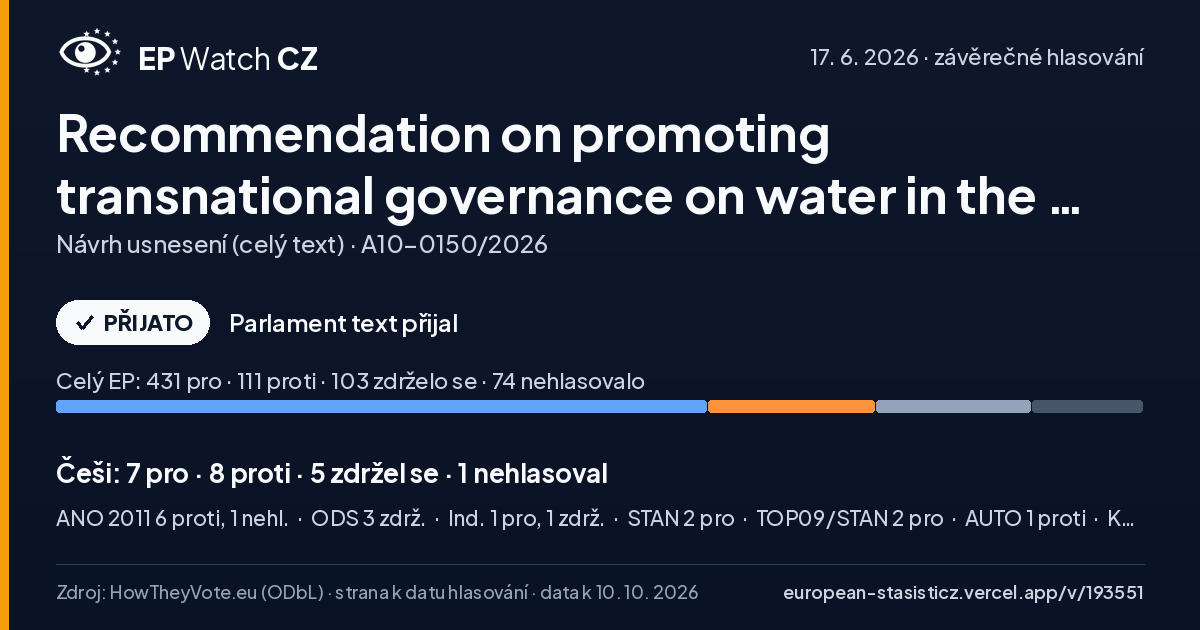 EP Watch CZ
17. 6. 2026 · závěrečné hlasování
Recommendation on promoting
transnational governance on water in the ...
Návrh usnesení (celý text) · A10-0150/2026
✓ PŘIJATO
Parlament text přijal
Celý EP: 431 pro · 111 proti · 103 zdrželo se · 74 nehlasovalo
Češi: 7 pro · 8 proti · 5 zdržel se · 1 nehlasoval
ANO 2011 6 proti, 1 nehl. · ODS 3 zdrž. · Ind. 1 pro, 1 zdrž. · STAN 2 pro · TOP09/STAN 2 pro · AUTO 1 proti · K...
Zdroj: HowTheyVote.eu (ODbL) · strana k datu hlasování · data k 10. 10. 2026
european-stasisticz.vercel.app/v/193551